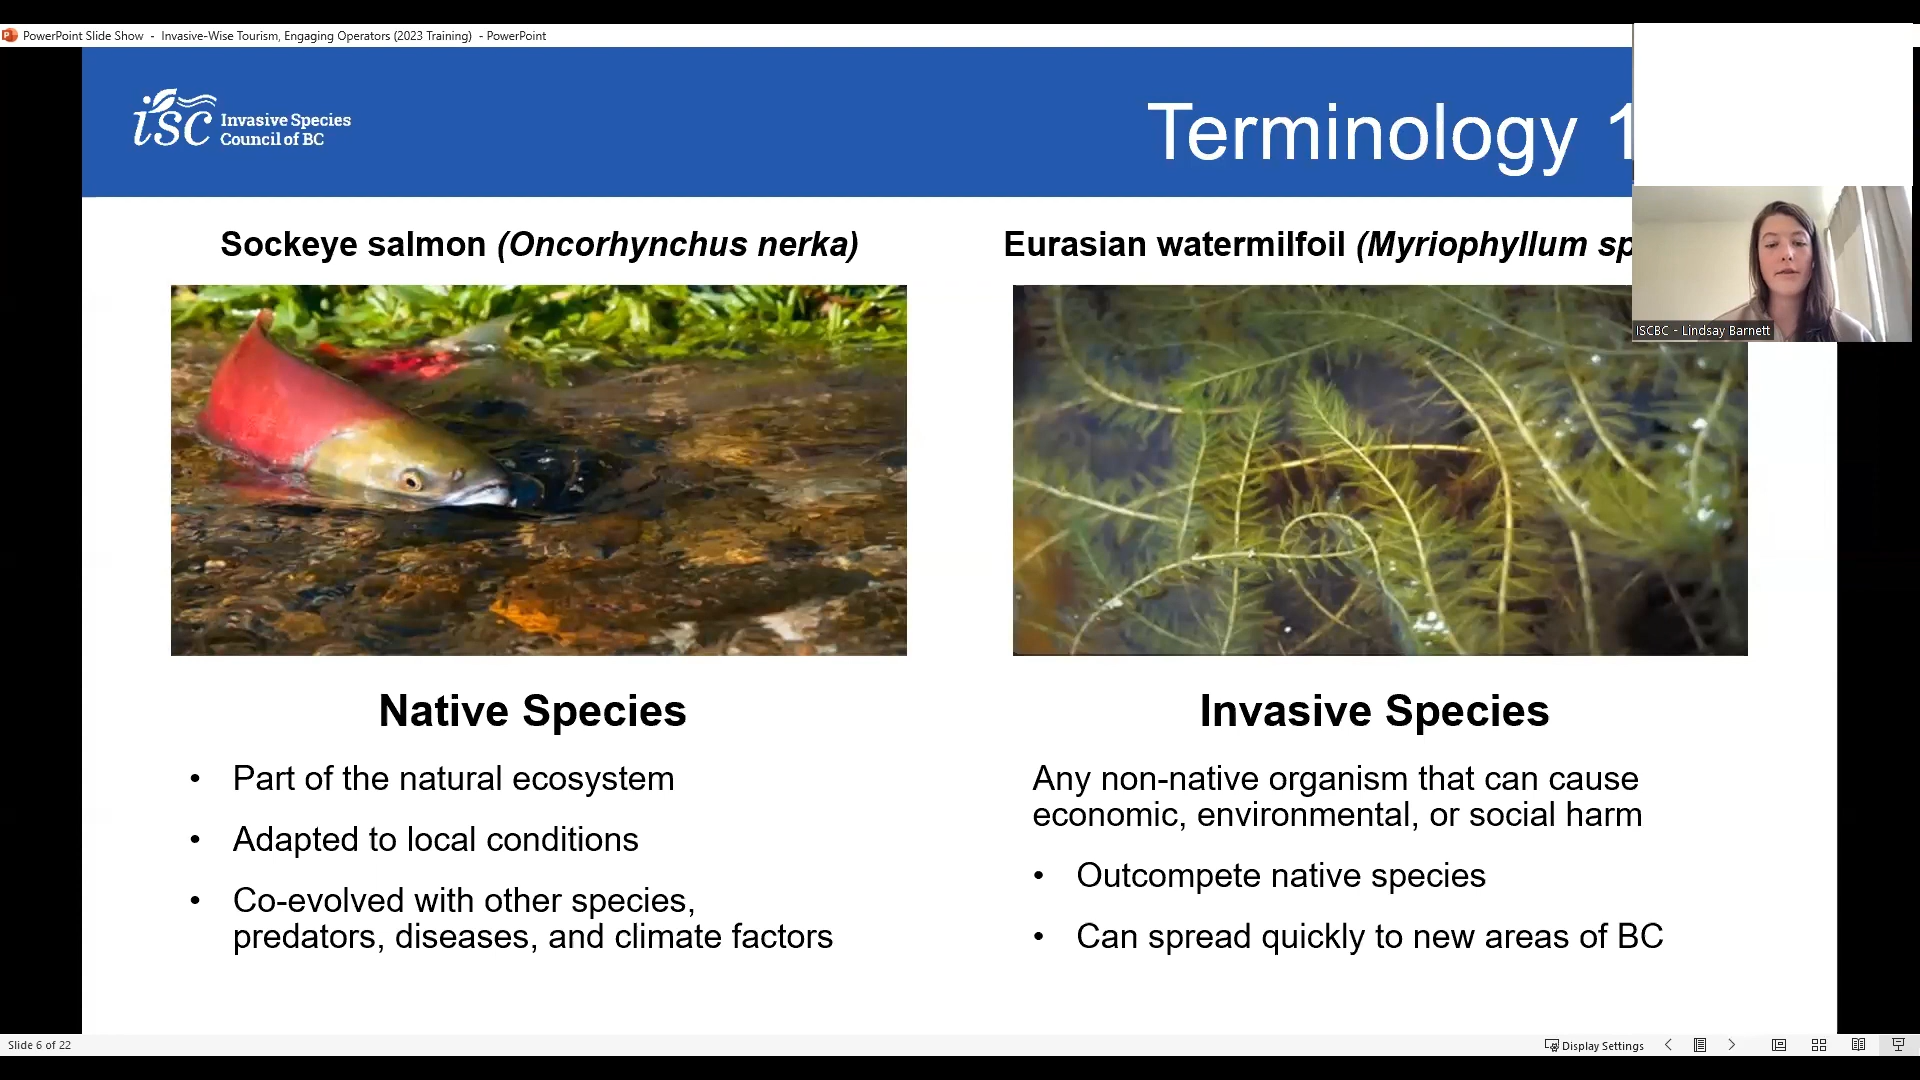 PowerPoint Slide Show - Invasive-Wise Tourism, Engaging Operators (2023 Training) - PowerPoint
isc Invasive Species
Council of BC
Terminology 1
Sockeye salmon (Oncorhynchus nerka)
Eurasian watermilfoil (Myriophyllum sp
ISCBC - Lindsay Barnett
Native Species
Part of the natural ecosystem
Adapted to local conditions
Co-evolved with other species,
predators, diseases, and climate factors
Invasive Species
Any non-native organism that can cause
economic, environmental, or social harm
Outcompete native species
Can spread quickly to new areas of BC
Slide 6 of 22
Display Settings